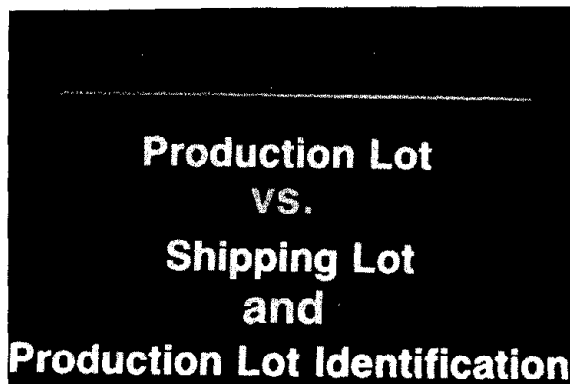 Production Lot
vs.
Shipping Lot
and
Production Lot Identification